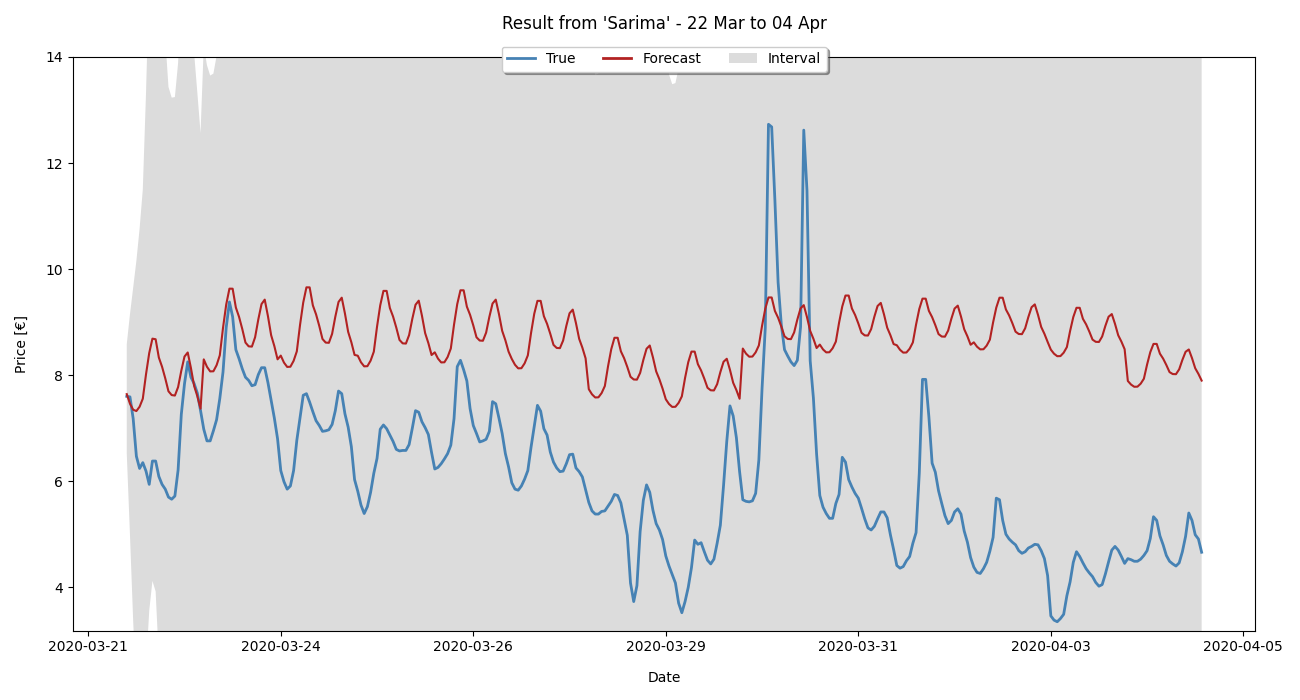 Result from 'Sarima' - 22 Mar to 04 Apr
True Forecast Interval
14
12
10
8
6
4
Price [€]
2020-03-21 2020-03-24 2020-03-26 2020-03-29 2020-03-31 2020-04-03 2020-04-05
Date